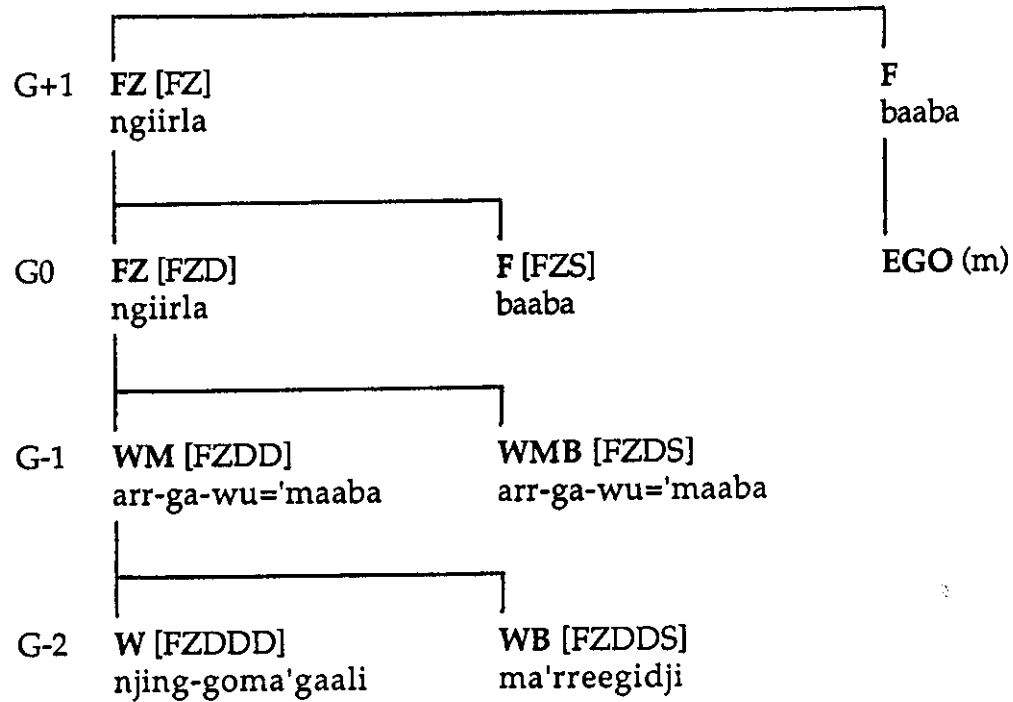 G+1 FZ [FZ] F
ngiirla baaba
G0 FZ [FZD] F [FZS] EGO (m)
ngiirla baaba
G-1 WM [FZDD] WMB [FZDS]
arr-ga-wu='maaba arr-ga-wu='maaba
G-2 W [FZDDD] WB [FZDDS]
njing-goma'gaali ma'rreegidji